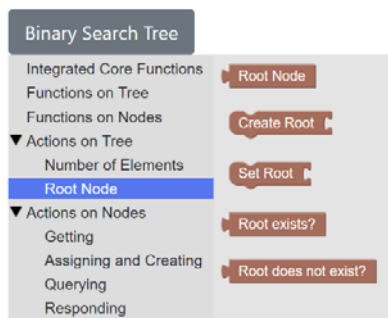 Binary Search Tree
Integrated Core Functions
Functions on Tree
Functions on Nodes
Actions on Tree
Number of Elements
Root Node
Actions on Nodes
Getting
Assigning and Creating
Querying
Responding
Root Node
Create Root
Set Root
Root exists?
Root does not exist?